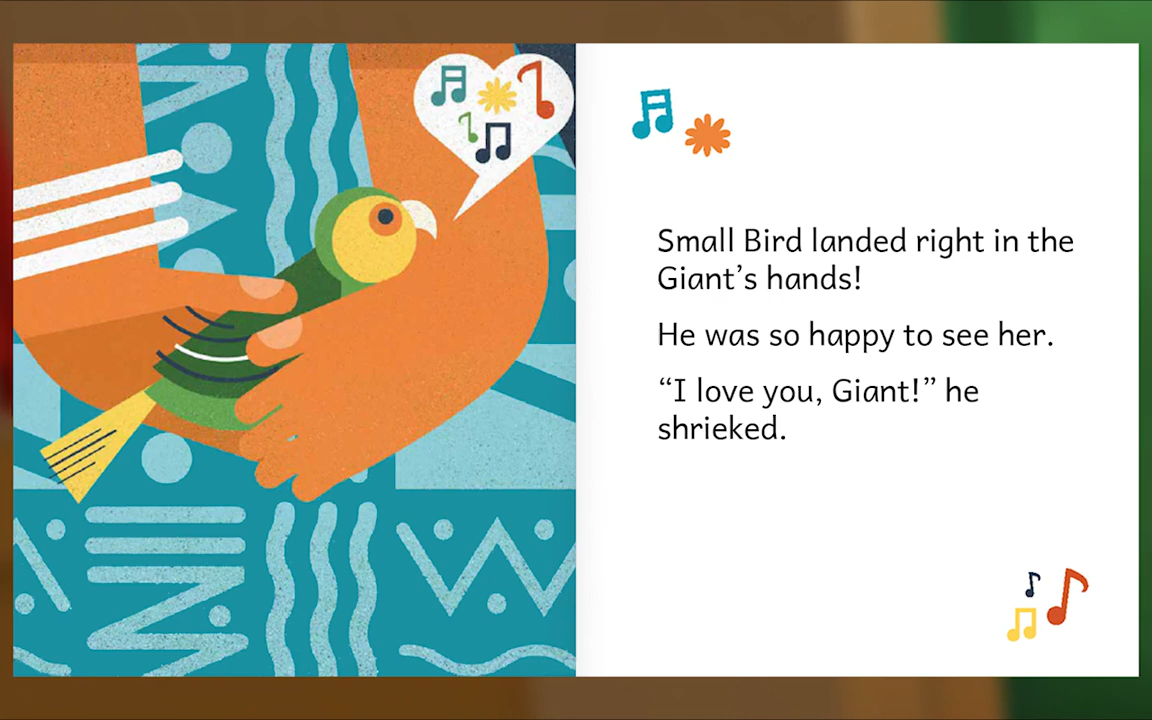 Small Bird landed right in the
Giant’s hands!
He was so happy to see her.
“I love you, Giant!” he
shrieked.